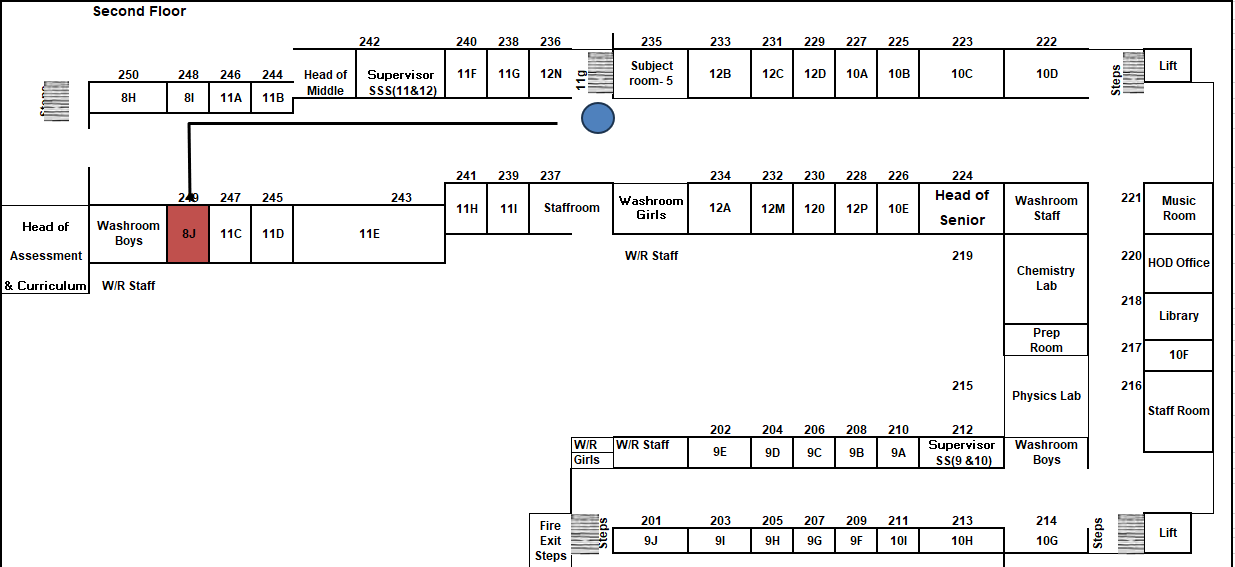 Second Floor
242 240 238 236 235 233 231 229 227 225 223 222
250 248 246 244
Head of Middle
Supervisor SSS(11&12)
11F 11G 12N
11g
Subject room- 5
12B 12C 12D 10A 10B 10C 10D
Steps
Lift
8H 8I 11A 11B
241 239 237 234 232 230 228 226 224
249 247 245 243
221
Head of Assessment & Curriculum
Washroom Boys
8J 11C 11D 11E
11H 11I Staffroom
Washroom Girls
12A 12M 120 12P 10E
Head of Senior
Washroom Staff
Music Room
W/R Staff
W/R Staff
219
Chemistry Lab
220
HOD Office
218
Library
Prep Room
217
10F
215
Physics Lab
216
Staff Room
202 204 206 208 210 212
W/R Girls
W/R Staff
9E 9D 9C 9B 9A
Supervisor SS(9 &10)
Washroom Boys
201 203 205 207 209 211 213 214
Fire Exit Steps
Steps
9J 9I 9H 9G 9F 10I 10H 10G
Steps
Lift